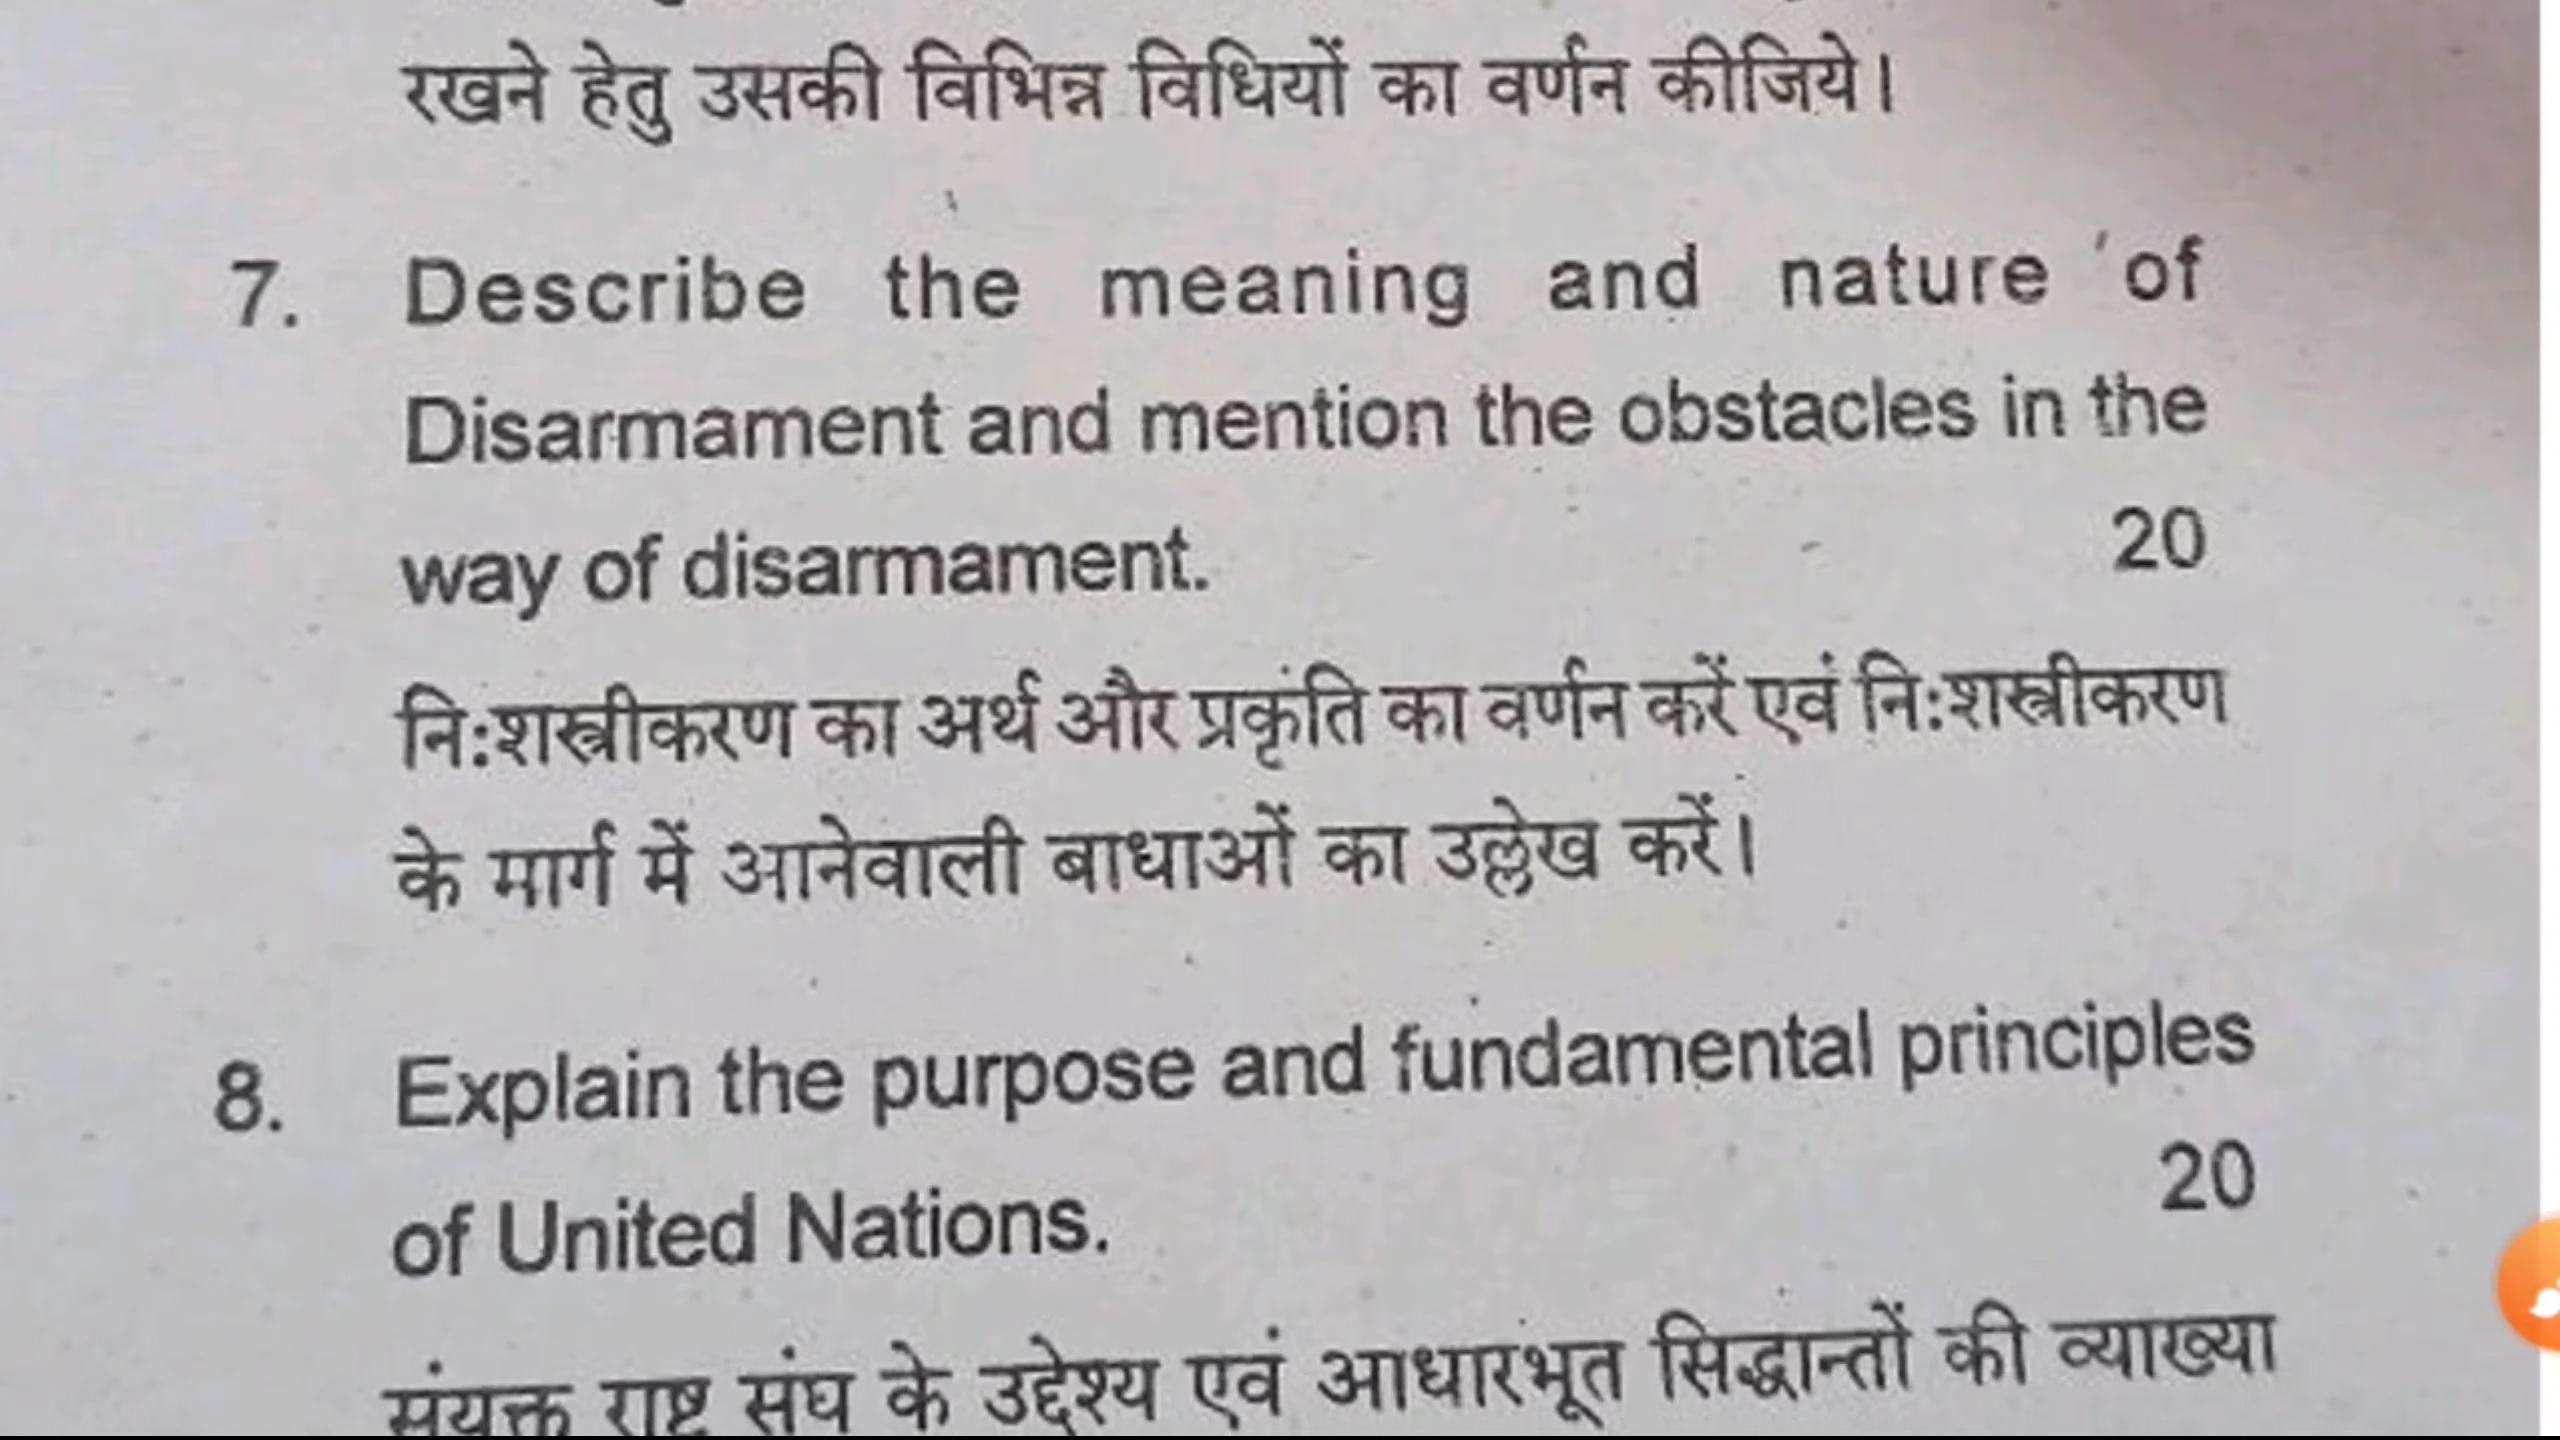 रखने हेतु उसकी विभिन्न विधियों का वर्णन कीजिये।
7. Describe the meaning and nature of
Disarmament and mention the obstacles in the
way of disarmament. 20
नि:शस्त्रीकरण का अर्थ और प्रकृति का वर्णन करें एवं नि:शस्त्रीकरण
के मार्ग में आनेवाली बाधाओं का उल्लेख करें।
8. Explain the purpose and fundamental principles
of United Nations. 20
संयुक्त राष्ट्र संघ के उद्देश्य एवं आधारभूत सिद्धान्तों की व्याख्या